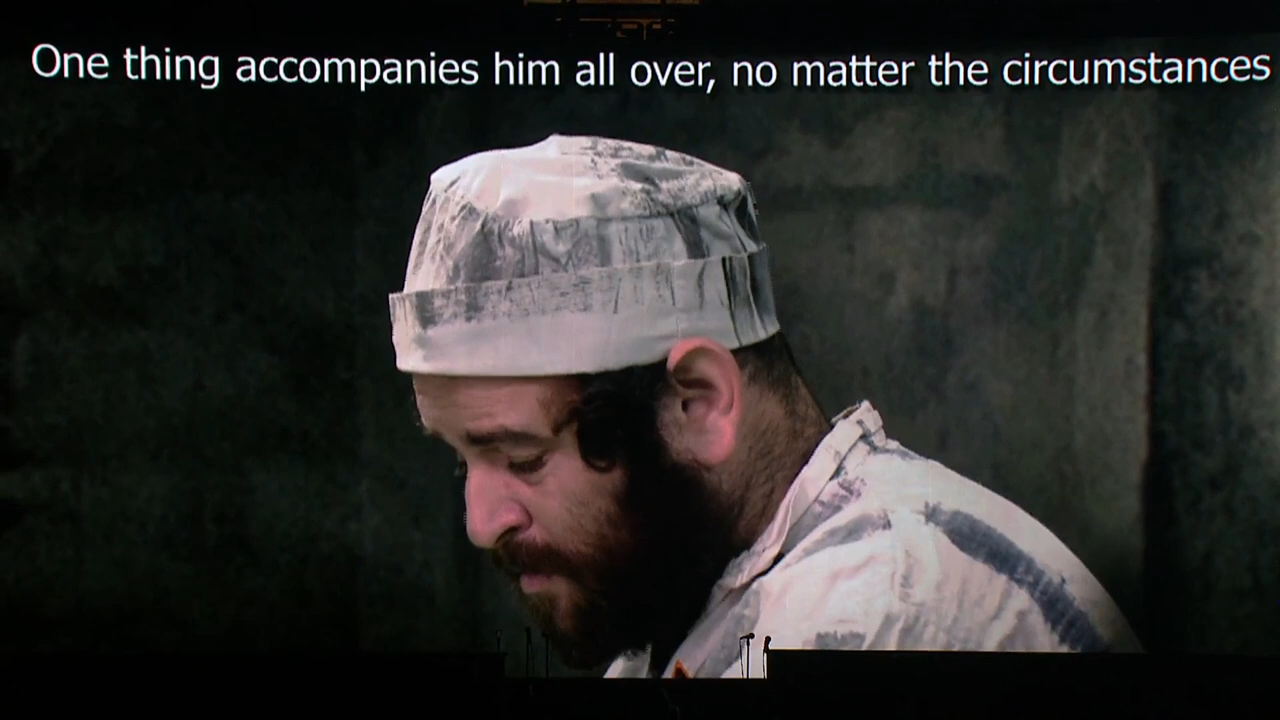 One thing accompanies him all over, no matter the circumstances